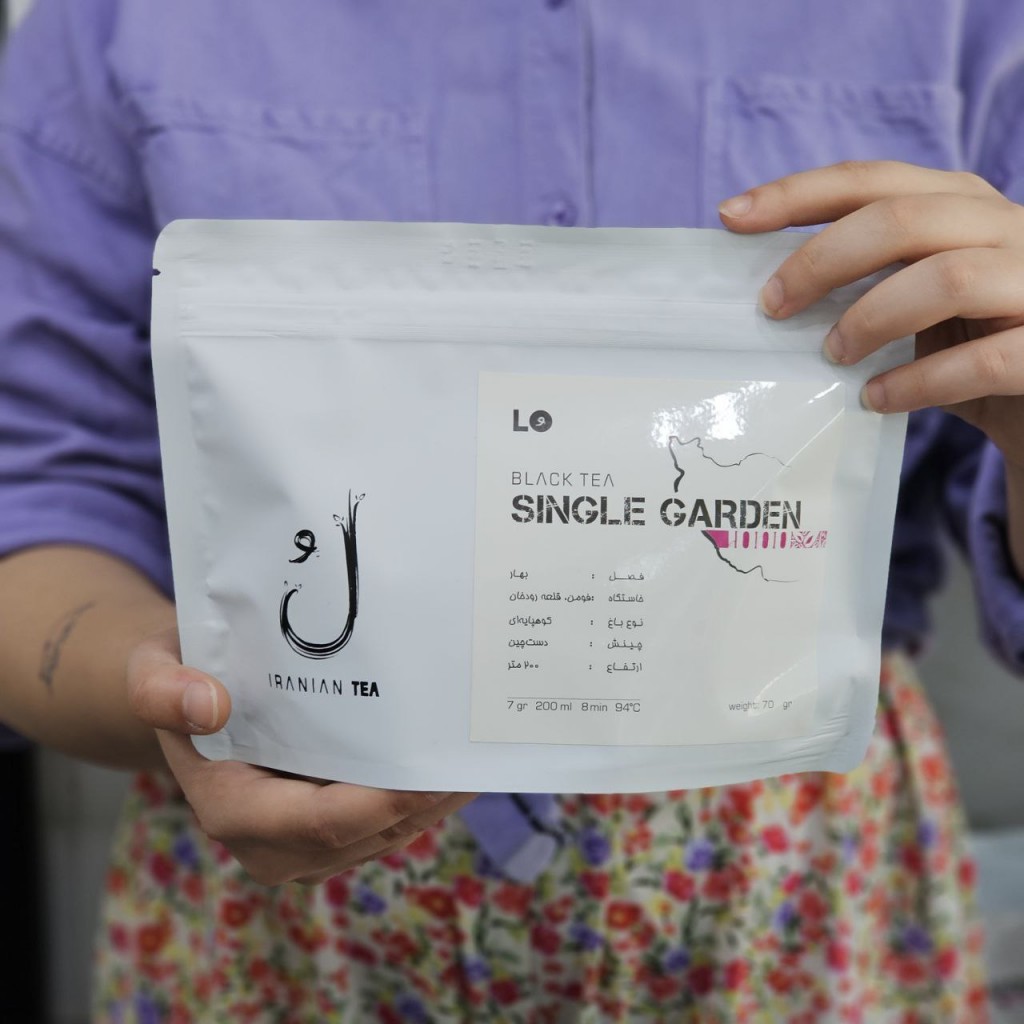 لُو
IRANIAN TEA
LO
BLACK TEA
SINGLE GARDEN
فصل : بهار
خاستگاه : فومن، قلعه رودخان
نوع باغ : کوهپایه‌ای
چینش : دست‌چین
ارتفاع : ۲۰۰ متر
7 gr 200 ml 8 min 94°C
weight: 70 gr